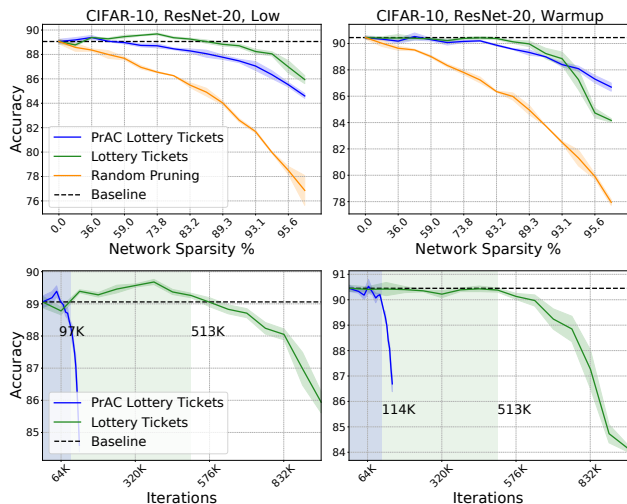 CIFAR-10, ResNet-20, Low
CIFAR-10, ResNet-20, Warmup
Accuracy
90
88
86
84
82
80
78
76
PrAC Lottery Tickets
Lottery Tickets
Random Pruning
Baseline
0.0
36.0
59.0
73.8
83.2
89.3
93.1
95.6
Network Sparsity %
90
88
86
84
82
80
78
0.0
36.0
59.0
73.8
83.2
89.3
93.1
95.6
Network Sparsity %
Accuracy
90
89
88
87
86
85
97K
513K
PrAC Lottery Tickets
Lottery Tickets
Baseline
64K
320K
576K
832K
Iterations
91
90
89
88
87
86
85
84
114K
513K
64K
320K
576K
832K
Iterations